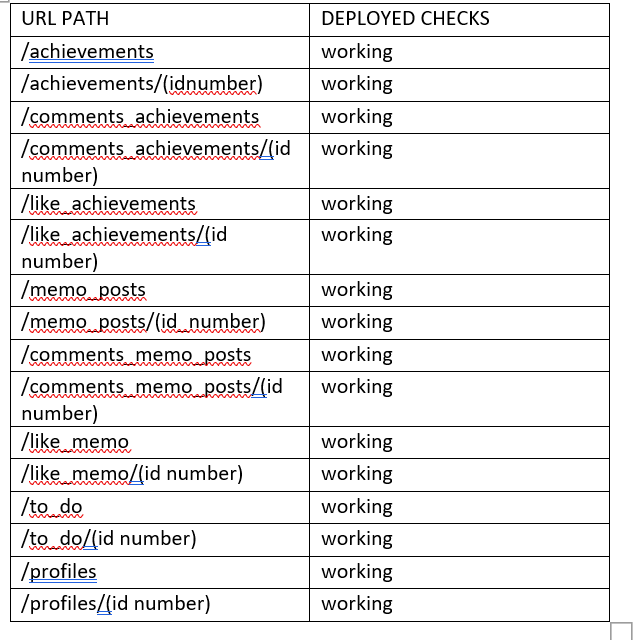 URL PATH DEPLOYED CHECKS
/achievements working
/achievements/(idnumber) working
/comments_achievements working
/comments_achievements/(id working
number)
/like_achievements working
/like_achievements/(id working
number)
/memo_posts working
/memo_posts/(id_number) working
/comments_memo_posts working
/comments_memo_posts/(id working
number)
/like_memo working
/like_memo/(id number) working
/to_do working
/to_do/(id number) working
/profiles working
/profiles/(id number) working